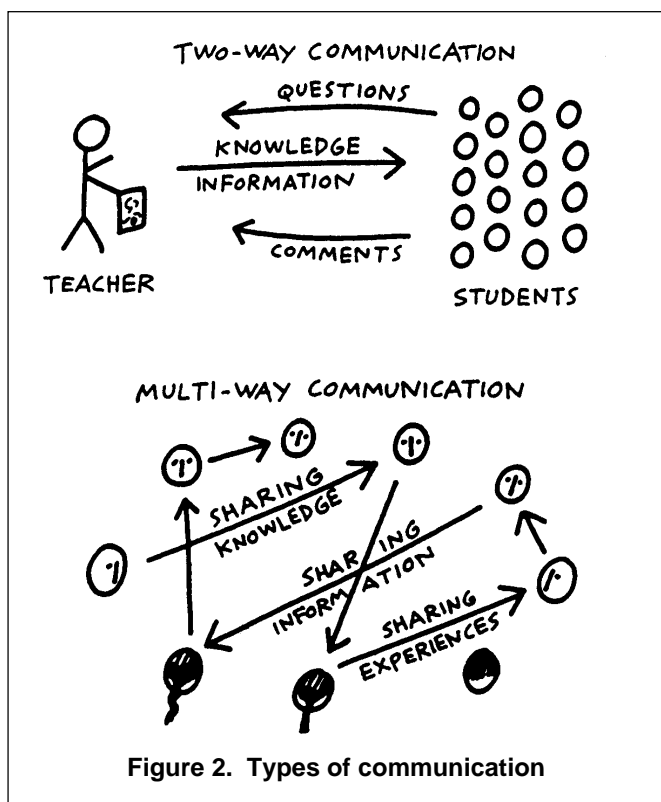 TWO-WAY COMMUNICATION
QUESTIONS
KNOWLEDGE
INFORMATION
COMMENTS
TEACHER
STUDENTS
MULTI-WAY COMMUNICATION
SHARING
KNOWLEDGE
SHARING
INFORMATION
SHARING
EXPERIENCES
Figure 2. Types of communication